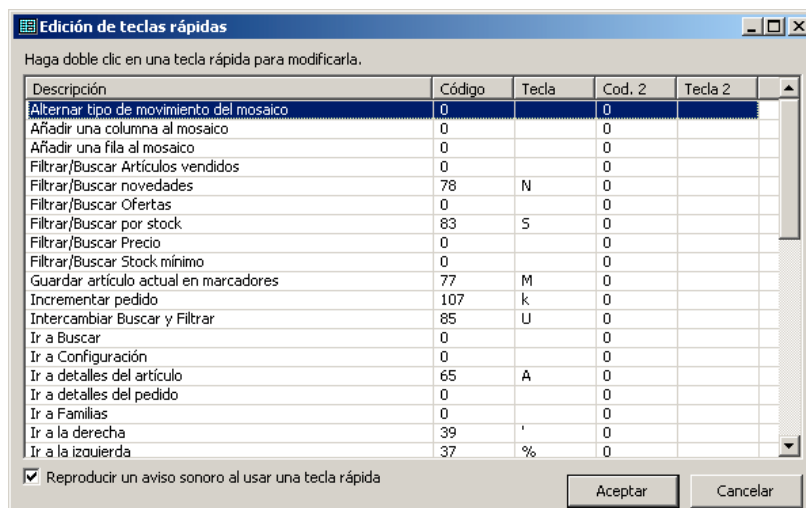 Edición de teclas rápidas
Haga doble clic en una tecla rápida para modificarla.
Descripción Código Tecla Cod. 2 Tecla 2
Alternar tipo de movimiento del mosaico 0 0
Añadir una columna al mosaico 0 0
Añadir una fila al mosaico 0 0
Filtrar/Buscar Artículos vendidos 0 0
Filtrar/Buscar novedades 78 N 0
Filtrar/Buscar Ofertas 0 0
Filtrar/Buscar por stock 83 S 0
Filtrar/Buscar Precio 0 0
Filtrar/Buscar Stock mínimo 0 0
Guardar artículo actual en marcadores 77 M 0
Incrementar pedido 107 k 0
Intercambiar Buscar y Filtrar 85 U 0
Ir a Buscar 0 0
Ir a Configuración 0 0
Ir a detalles del artículo 65 A 0
Ir a detalles del pedido 0 0
Ir a Familias 0 0
Ir a la derecha 39 ' 0
Ir a la izquierda 37 % 0
Reproducir un aviso sonoro al usar una tecla rápida
Aceptar Cancelar